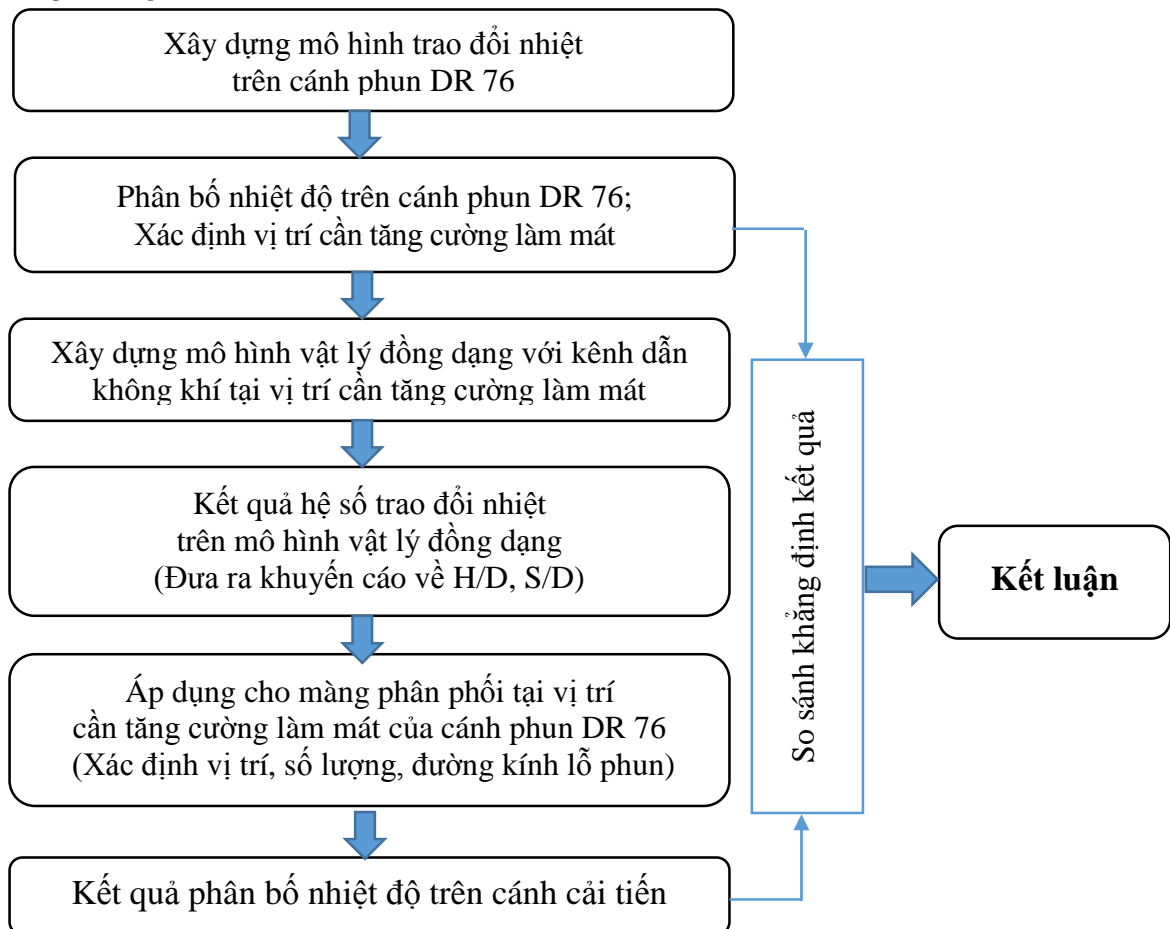 Xây dựng mô hình trao đổi nhiệt
trên cánh phun DR 76
Phân bố nhiệt độ trên cánh phun DR 76;
Xác định vị trí cần tăng cường làm mát
Xây dựng mô hình vật lý đồng dạng với kênh dẫn
không khí tại vị trí cần tăng cường làm mát
Kết quả hệ số trao đổi nhiệt
trên mô hình vật lý đồng dạng
(Đưa ra khuyến cáo về H/D, S/D)
Áp dụng cho màng phân phối tại vị trí
cần tăng cường làm mát của cánh phun DR 76
(Xác định vị trí, số lượng, đường kính lỗ phun)
Kết quả phân bố nhiệt độ trên cánh cải tiến
So sánh khẳng định kết quả
Kết luận